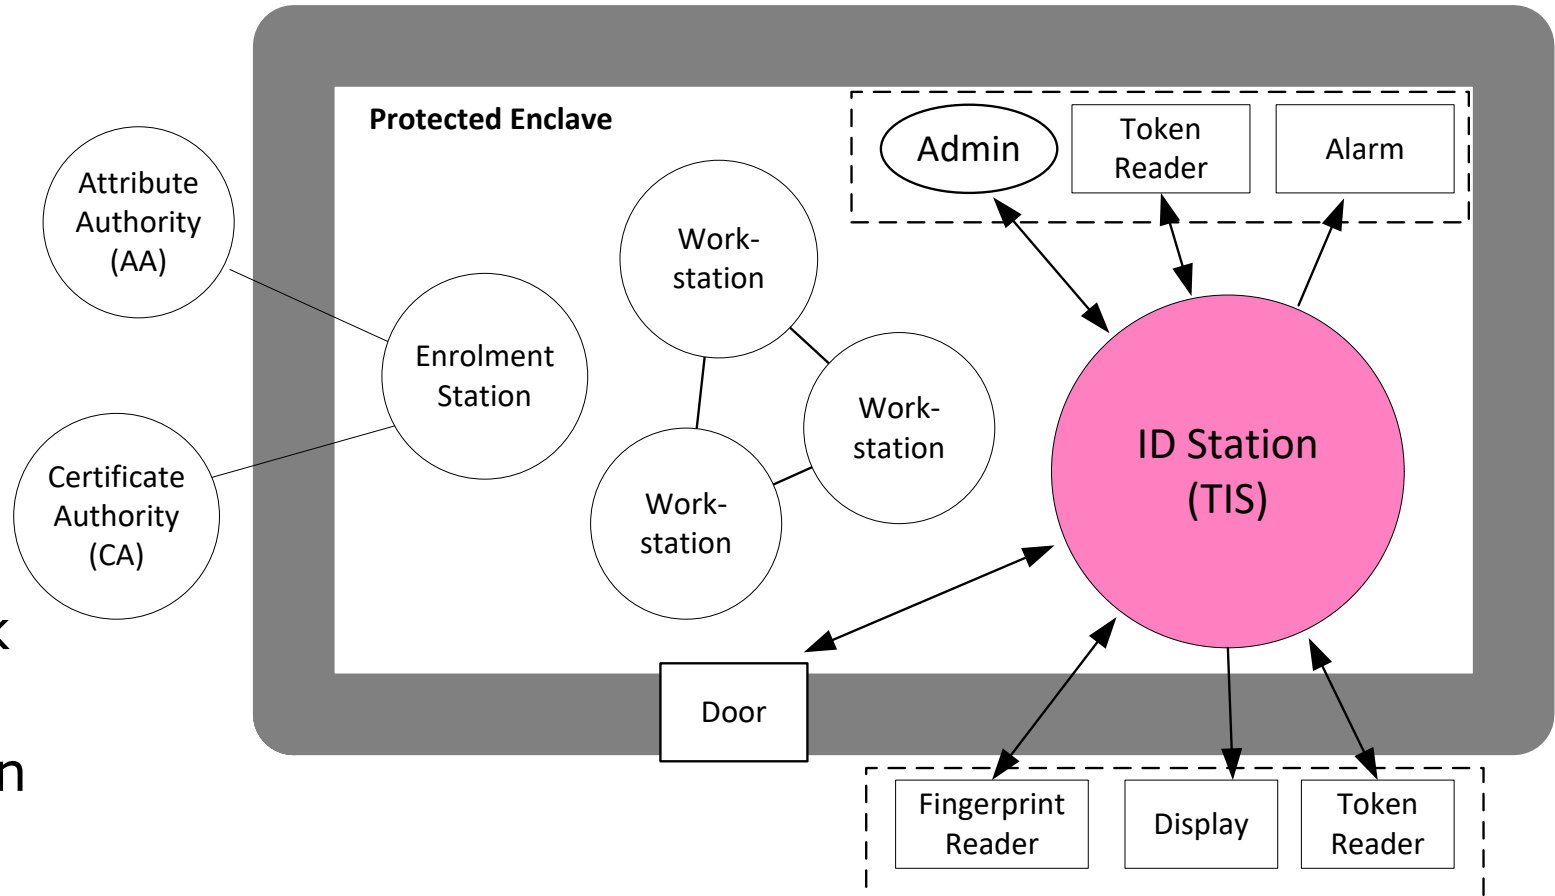 Protected Enclave
Admin
Token
Reader
Alarm
Attribute
Authority
(AA)
Work-
station
Enrolment
Station
Work-
station
ID Station
(TIS)
Certificate
Authority
(CA)
Work-
station
k
Door
n
Fingerprint
Reader
Display
Token
Reader